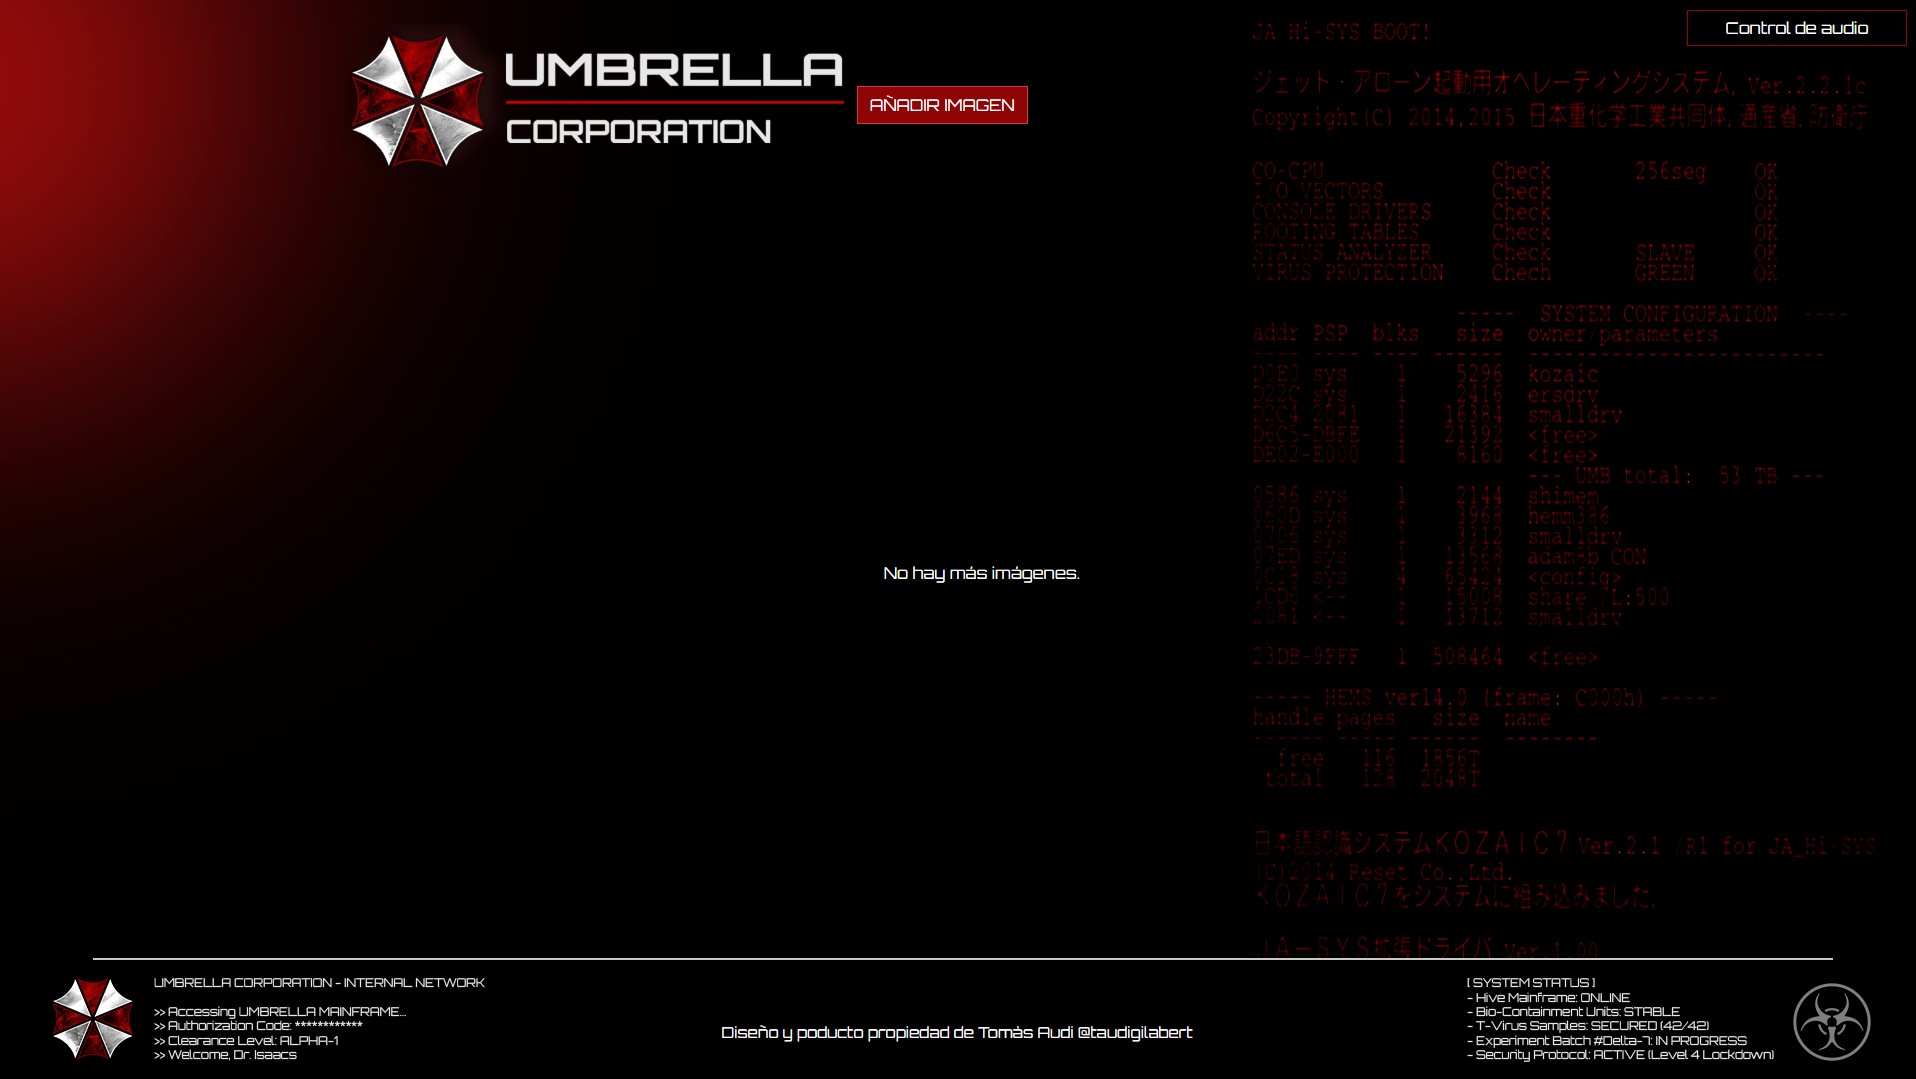 UMBRELLA
CORPORATION
AÑADIR IMAGEN
Control de audio
JA Hi-SYS BOOT!
ジェット・アローン起動用オペレーティングシステム, Ver.2.2.1c
Copyright(C) 2014,2015 日本重化学工業共同体,通産省,防衛庁
CO-CPU Check 256seg OK
I/O VECTORS Check OK
CONSOLE DRIVERS Check OK
ROOTING TABLES Check OK
STATUS ANALYZER Check SLAVE OK
VIRUS PROTECTION Chech GREEN OK
----- SYSTEM CONFIGURATION ----
addr PSP blks size owner/parameters
---- ---- ---- ------ -------------------------
sys 1 5296 kozaic
D22C sys 1 2416 ersdrv
D2C4 2081 1 16384 smalldrv
D6C5-DBFE 1 21392 <free>
DE02-E000 1 8160 <free>
--- UMB total: 53 TB ---
0586 sys 1 2144 shimem
060D sys 1 3968 hemm386
0706 sys 1 3312 smalldrv
07ED sys 1 13568 adam8b CON
sys 4 65424 <config>
1CD6 <-- 1 15008 share /L:500
2081 <-- 1 13712 smalldrv
23DB-9FFF 1 508464 <free>
----- HEMS ver14.0 (frame: C000h) -----
handle pages size name
------ ----- ------ --------
free 116 1856T
total 128 2048T
日本語認識システムKOZAIC7 Ver.2.1 /R1 for JA_Hi-SYS
(C)2014 Reset Co.,Ltd.
KOZAIC7をシステムに組み込みました.
JA-SYS拡張ドライバ Ver.1.00
No hay más imágenes.
UMBRELLA CORPORATION - INTERNAL NETWORK
>> Accessing UMBRELLA MAINFRAME...
>> Authorization Code: ************
>> Clearance Level: ALPHA-1
>> Welcome, Dr. Isaacs
Diseño y poducto propiedad de Tomàs Audi @taudigilabert
[ SYSTEM STATUS ]
- Hive Mainframe: ONLINE
- Bio-Containment Units: STABLE
- T-Virus Samples: SECURED (42/42)
- Experiment Batch #Delta-7: IN PROGRESS
- Security Protocol: ACTIVE (Level 4 Lockdown)